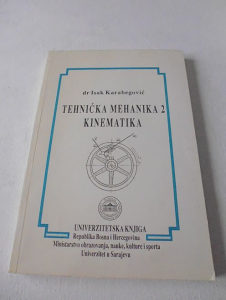 dr Isak Karabegović
TEHNIČKA MEHANIKA 2
KINEMATIKA
UNIVERZITETSKA KNJIGA
Republika Bosna i Hercegovina
Ministarstvo obrazovanja, nauke, kulture i sporta
Univerzitet u Sarajevu